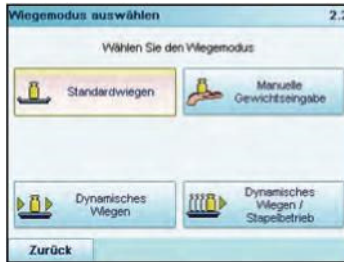 Wiegemodus auswählen 2.2
Wählen Sie den Wiegemodus
Standardwiegen
Manuelle
Gewichtseingabe
Dynamisches
Wiegen
Dynamisches
Wiegen /
Stapelbetrieb
Zurück